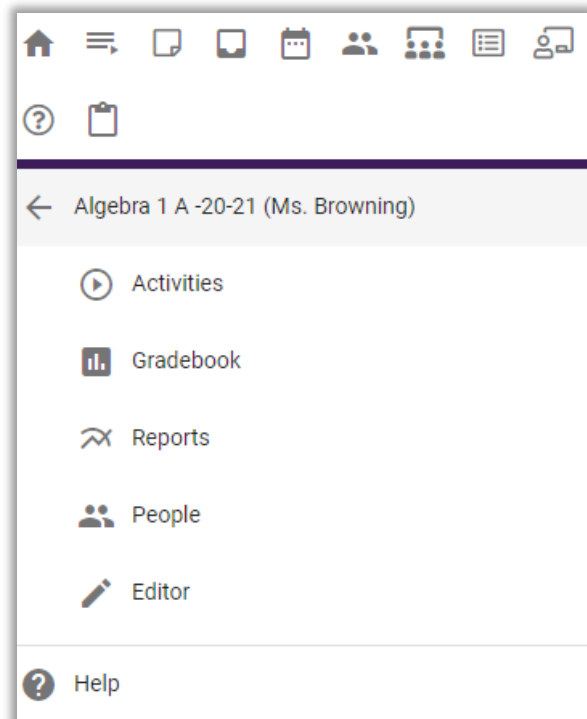 Algebra 1 A -20-21 (Ms. Browning)
Activities
Gradebook
Reports
People
Editor
Help